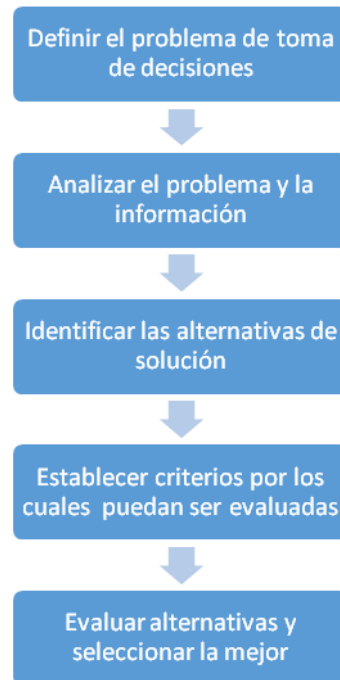 Definir el problema de toma
de decisiones
Analizar el problema y la
información
Identificar las alternativas de
solución
Establecer criterios por los
cuales puedan ser evaluadas
Evaluar alternativas y
seleccionar la mejor